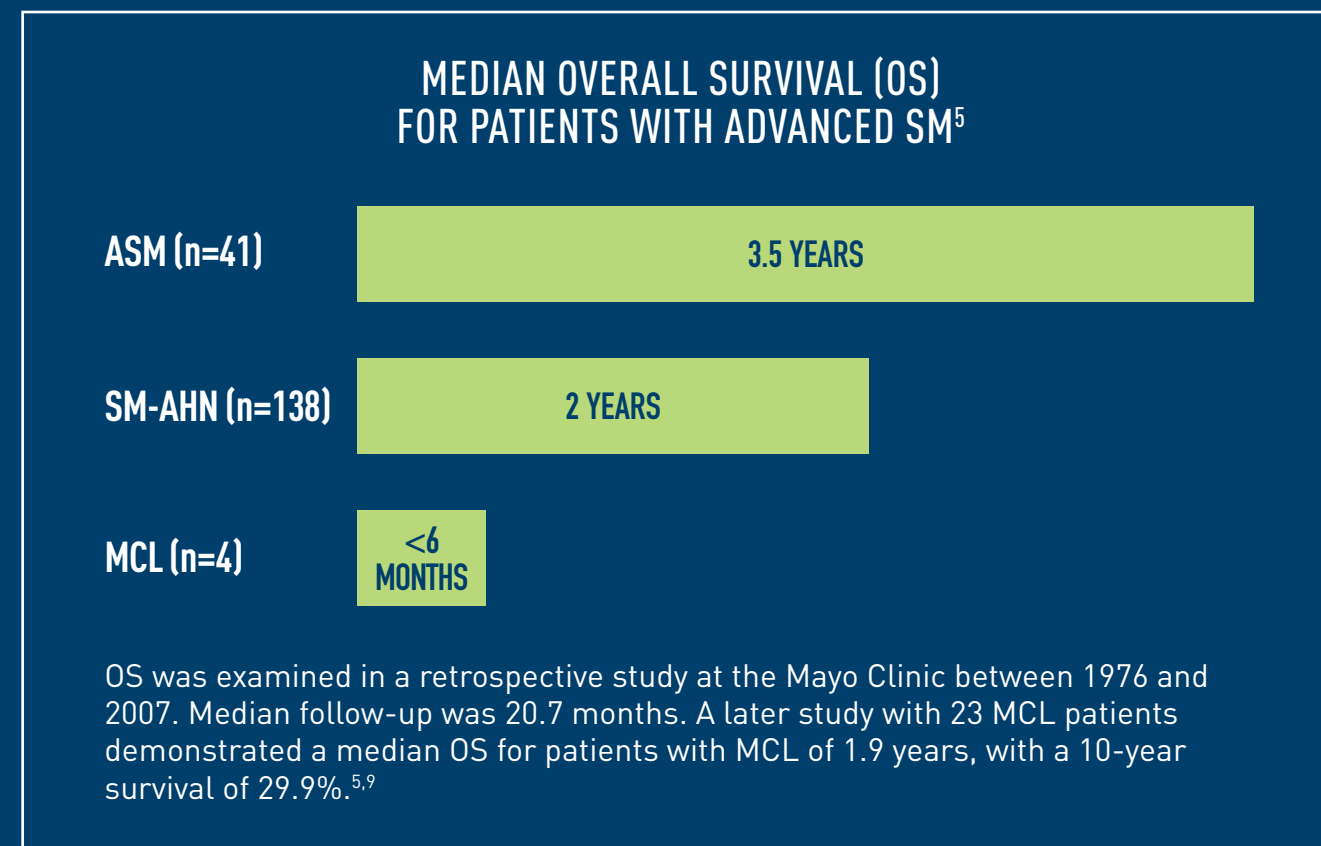 MEDIAN OVERALL SURVIVAL (OS)
FOR PATIENTS WITH ADVANCED SM⁵
ASM (n=41)
3.5 YEARS
SM-AHN (n=138)
2 YEARS
MCL (n=4)
<6
MONTHS
OS was examined in a retrospective study at the Mayo Clinic between 1976 and
2007. Median follow-up was 20.7 months. A later study with 23 MCL patients
demonstrated a median OS for patients with MCL of 1.9 years, with a 10-year
survival of 29.9%.⁵,⁹